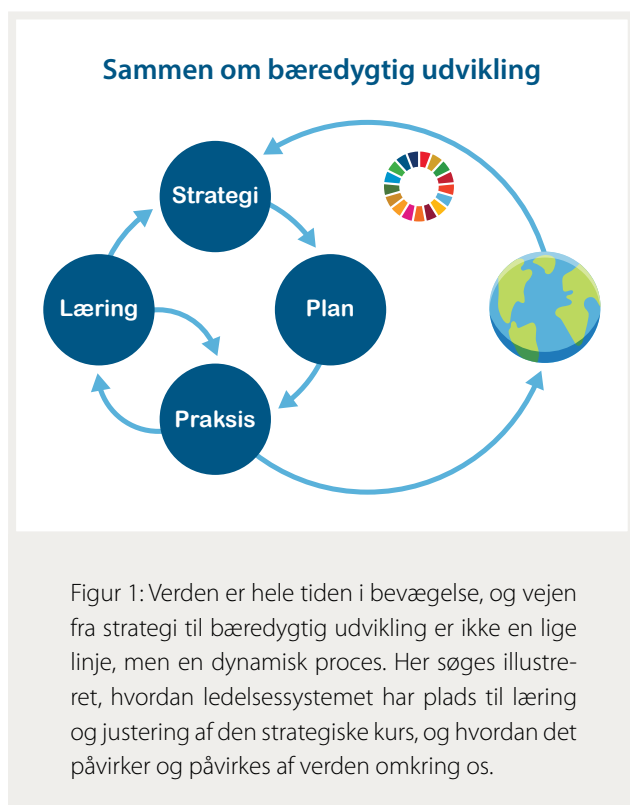 Sammen om bæredygtig udvikling
Strategi
Læring
Plan
Praksis
Figur 1: Verden er hele tiden i bevægelse, og vejen
fra strategi til bæredygtig udvikling er ikke en lige
linje, men en dynamisk proces. Her søges illustre-
ret, hvordan ledelsessystemet har plads til læring
og justering af den strategiske kurs, og hvordan det
påvirker og påvirkes af verden omkring os.